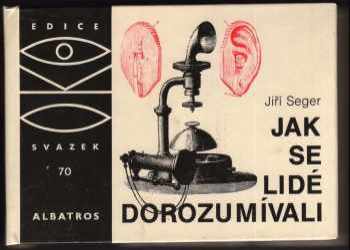 EDICE
SVAZEK
70
ALBATROS
Jiří Seger
JAK
SE
LIDÉ
DOROZUMÍVALI